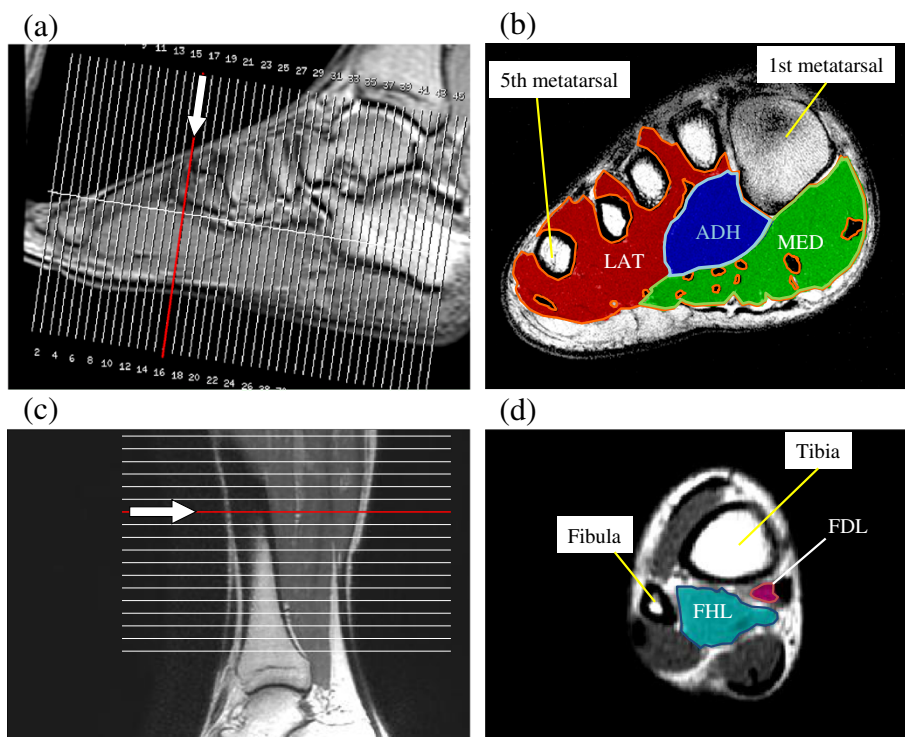 (a)
9 11 13 15 17 19 21 23 25 27 29 31 33 35 37 39 41 43 45
2 4 6 8 10 12 14 16 18 20 22 24 26 28
(b)
5th metatarsal
1st metatarsal
ADH
MED
LAT
(c)
(d)
Tibia
FDL
Fibula
FHL